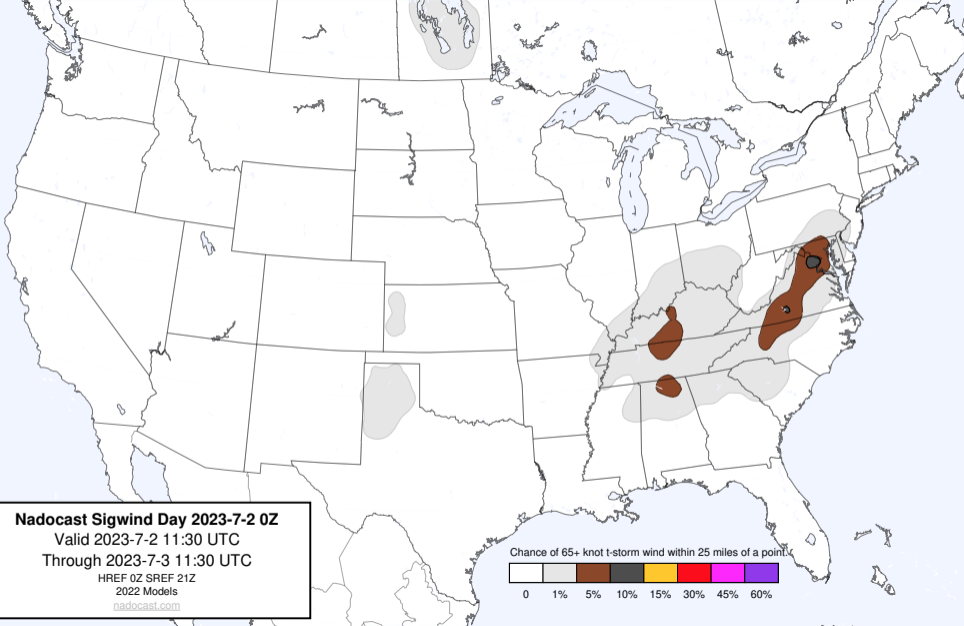 Nadocast Sigwind Day 2023-7-2 0Z
Valid 2023-7-2 11:30 UTC
Through 2023-7-3 11:30 UTC
HREF 0Z SREF 21Z
2022 Models
nadocast.com
Chance of 65+ knot t-storm wind within 25 miles of a point.
0 1% 5% 10% 15% 30% 45% 60%